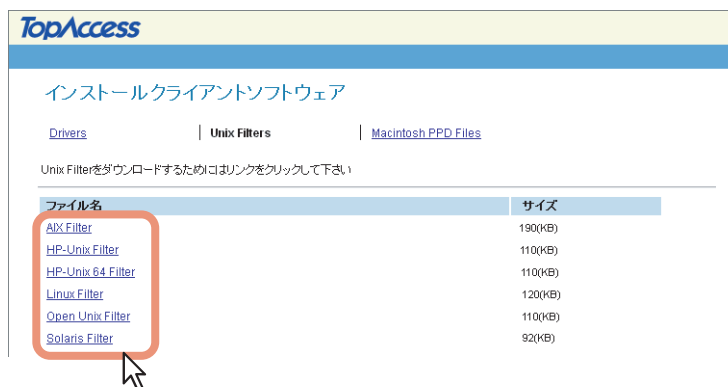 TopAccess
インストールクライアントソフトウェア
Drivers | Unix Filters | Macintosh PPD Files
Unix Filterをダウンロードするためにはリンクをクリックして下さい
ファイル名 サイズ
AIX Filter 190(KB)
HP-Unix Filter 110(KB)
HP-Unix 64 Filter 110(KB)
Linux Filter 120(KB)
Open Unix Filter 110(KB)
Solaris Filter 92(KB)